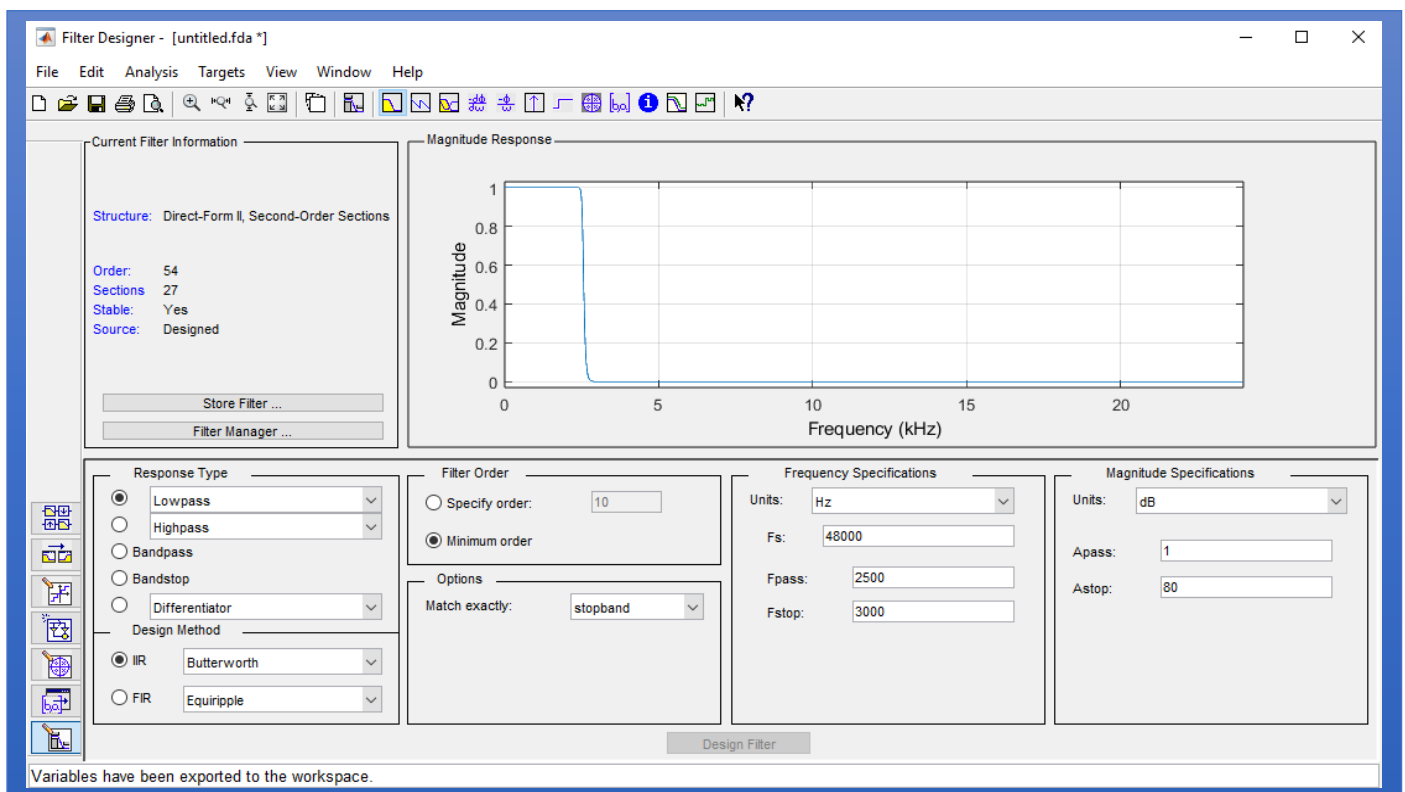 Filter Designer - [untitled.fda *]
File Edit Analysis Targets View Window Help
Current Filter Information
Structure: Direct-Form II, Second-Order Sections
Order: 54
Sections 27
Stable: Yes
Source: Designed
Store Filter ...
Filter Manager ...
Magnitude Response
Magnitude
1
0.8
0.6
0.4
0.2
0
0 5 10 15 20
Frequency (kHz)
Response Type
Lowpass
Highpass
Bandpass
Bandstop
Differentiator
Design Method
IIR Butterworth
FIR Equiripple
Filter Order
Specify order: 10
Minimum order
Options
Match exactly: stopband
Frequency Specifications
Units: Hz
Fs: 48000
Fpass: 2500
Fstop: 3000
Magnitude Specifications
Units: dB
Apass: 1
Astop: 80
Design Filter
Variables have been exported to the workspace.